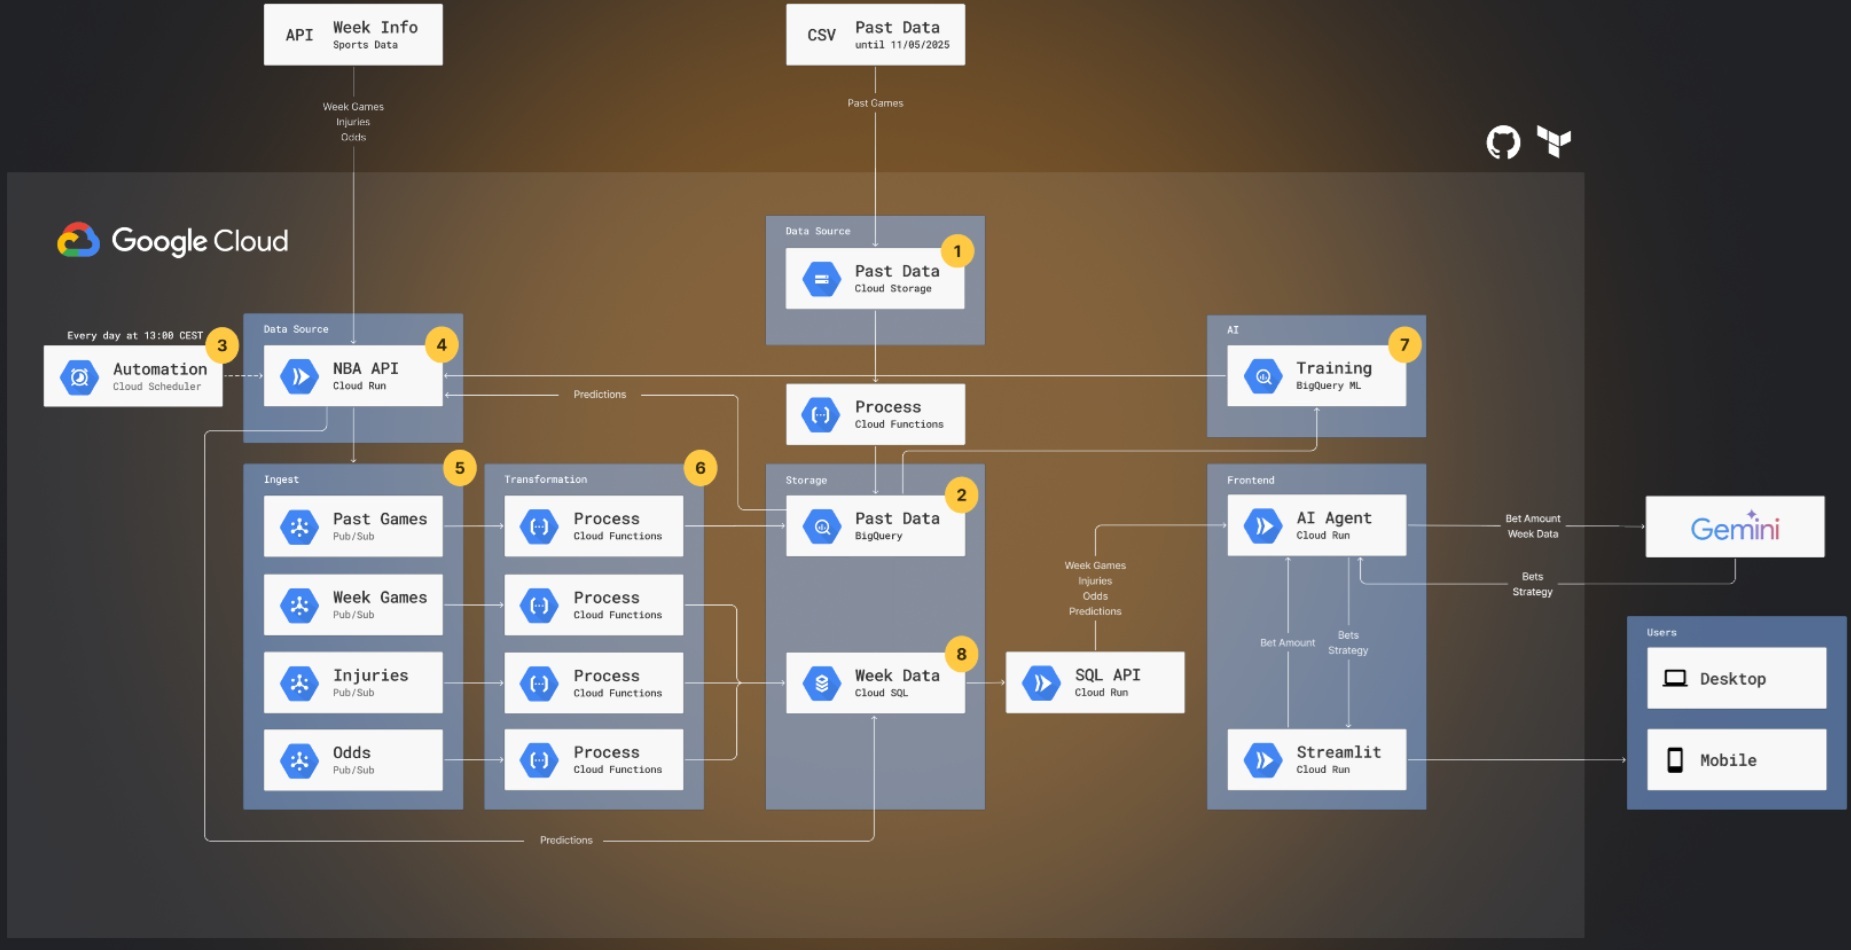 API
Week Info
Sports Data
CSV
Past Data
until 11/05/2025
Week Games
Injuries
Odds
Past Games
Google Cloud
Data Source
Past Data
Cloud Storage
1
Every day at 13:00 CEST
Automation
Cloud Scheduler
3
Data Source
NBA API
Cloud Run
4
Predictions
Process
Cloud Functions
AI
Training
BigQuery ML
7
Ingest
5
Past Games
Pub/Sub
Week Games
Pub/Sub
Injuries
Pub/Sub
Odds
Pub/Sub
Transformation
6
Process
Cloud Functions
Process
Cloud Functions
Process
Cloud Functions
Process
Cloud Functions
Storage
Past Data
BigQuery
2
Week Data
Cloud SQL
8
Predictions
SQL API
Cloud Run
Week Games
Injuries
Odds
Predictions
Frontend
AI Agent
Cloud Run
Bet Amount
Bets
Strategy
Streamlit
Cloud Run
Bet Amount
Week Data
Gemini
Bets
Strategy
Users
Desktop
Mobile